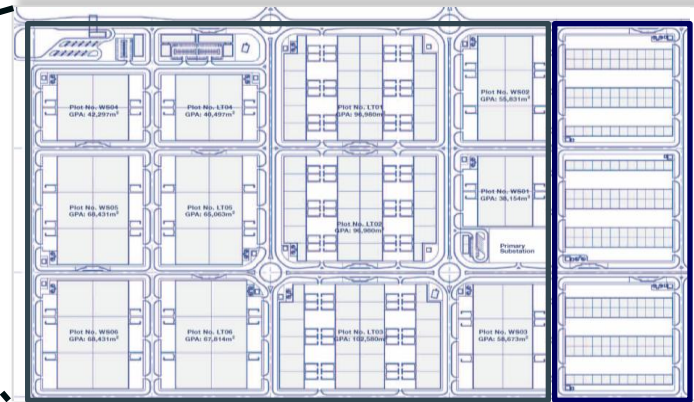 Plot No. WS04
GPA: 42,297m²
Plot No. LT04
GPA: 40,497m²
Plot No. LT01
GPA: 96,980m²
Plot No. WS02
GPA: 55,831m²
Plot No. WS05
GPA: 68,431m²
Plot No. LT05
GPA: 65,063m²
Plot No. LT02
GPA: 96,980m²
Plot No. WS01
GPA: 38,154m²
Primary
Substation
Plot No. WS06
GPA: 68,431m²
Plot No. LT06
GPA: 67,814m²
Plot No. LT03
GPA: 102,580m²
Plot No. WS03
GPA: 58,673m²